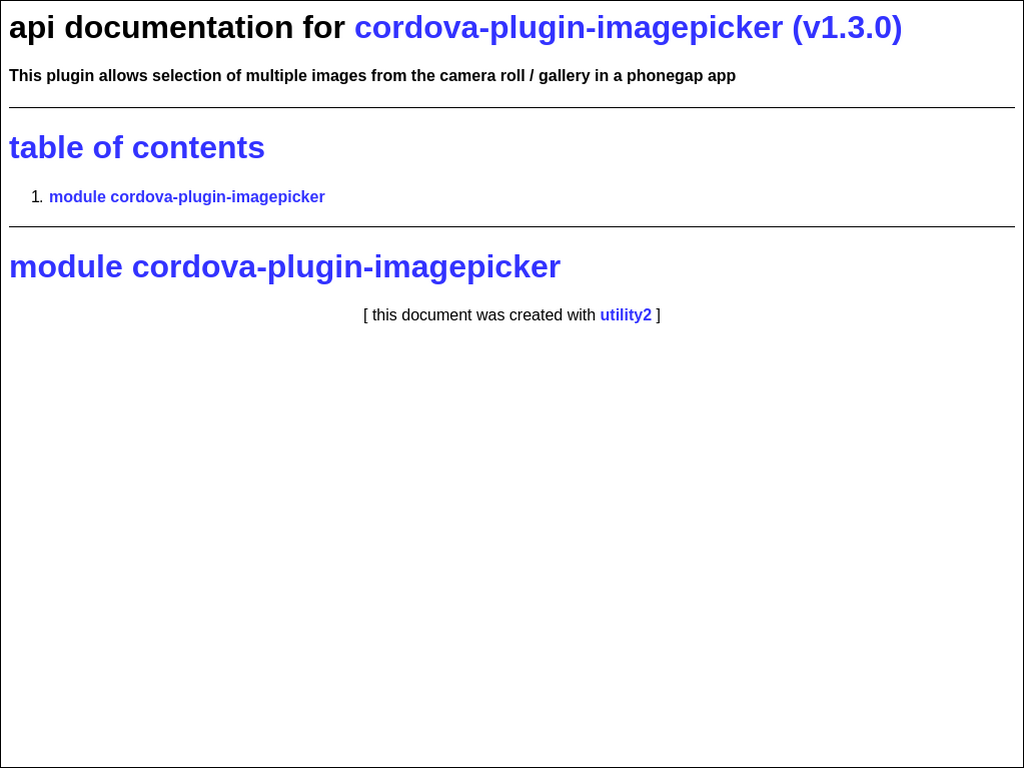 api documentation for cordova-plugin-imagepicker (v1.3.0)
This plugin allows selection of multiple images from the camera roll / gallery in a phonegap app
table of contents
1. module cordova-plugin-imagepicker
module cordova-plugin-imagepicker
[ this document was created with utility2 ]